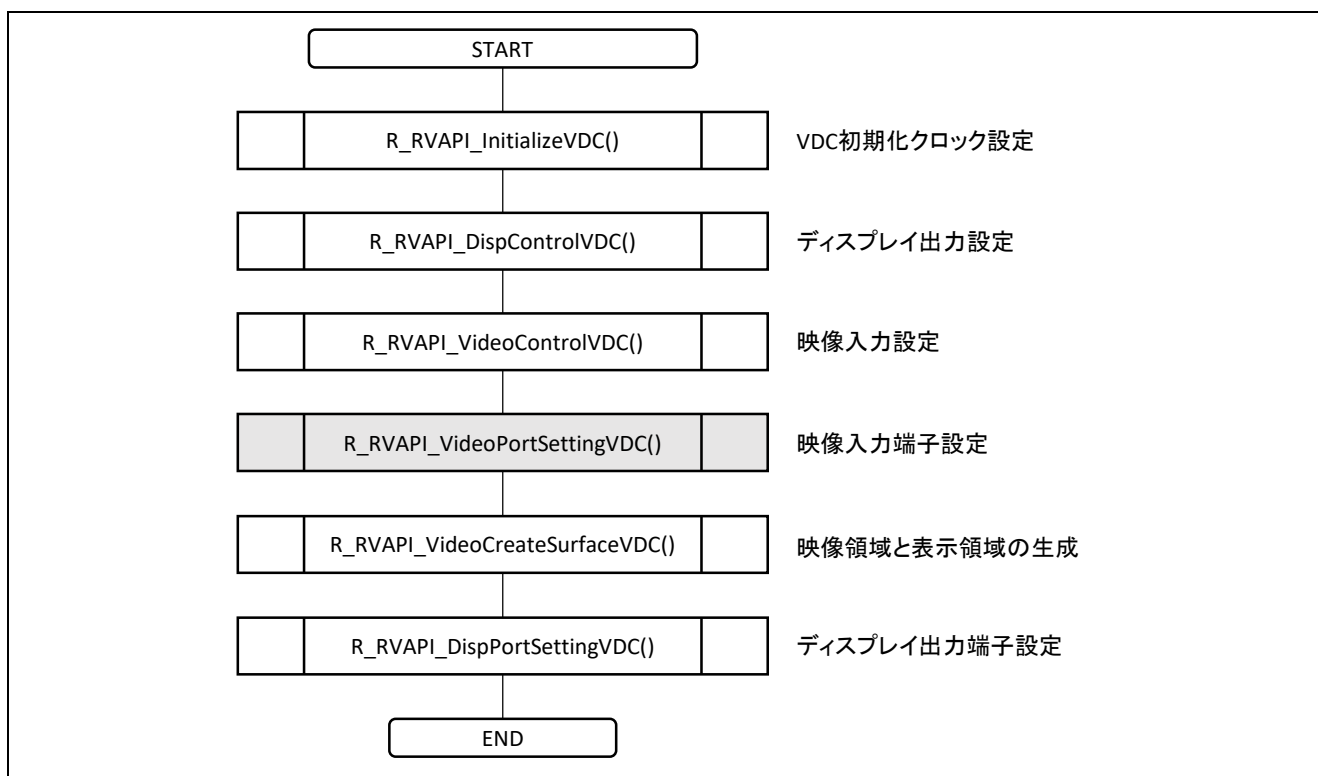 START
R_RVAPI_InitializeVDC() VDC初期化クロック設定
R_RVAPI_DispControlVDC() ディスプレイ出力設定
R_RVAPI_VideoControlVDC() 映像入力設定
R_RVAPI_VideoPortSettingVDC() 映像入力端子設定
R_RVAPI_VideoCreateSurfaceVDC() 映像領域と表示領域の生成
R_RVAPI_DispPortSettingVDC() ディスプレイ出力端子設定
END